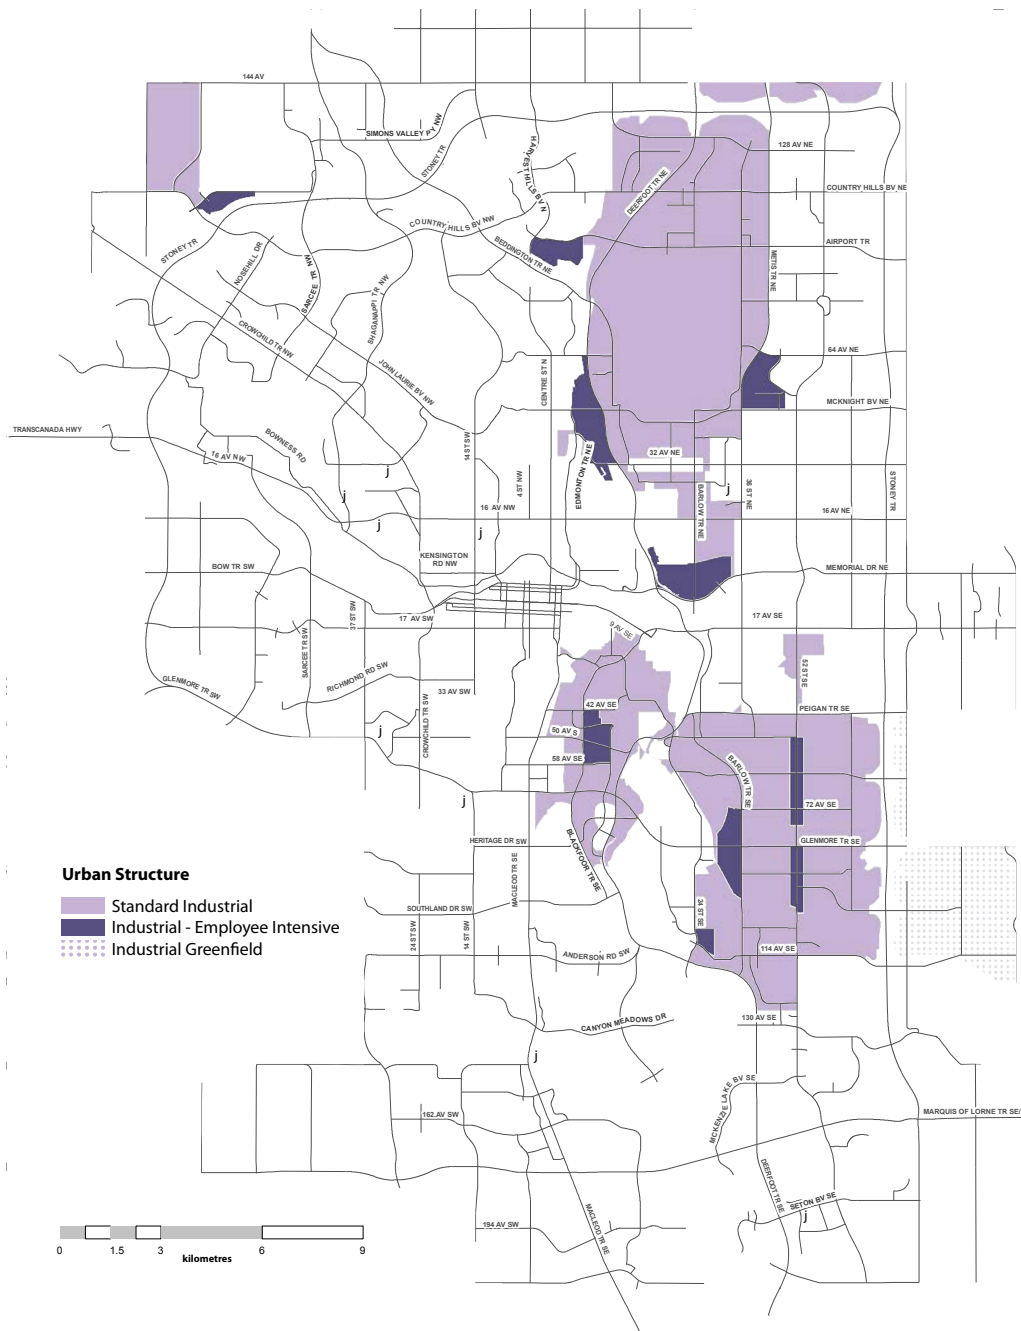 144 AV
SIMONS VALLEY PY NW
STONEY TR
HARVEST HILLS BV N
128 AV NE
DEERFOOT TR NE
COUNTRY HILLS BV NE
COUNTRY HILLS BV NW
BEDDINGTON TR NE
AIRPORT TR
STONEY TR
NOSEHILL DR
SARCEE TR NW
SHAGANAPPI TR NW
METIS TR NE
CROWCHILD TR NW
JOHN LAURIE BV NW
CENTRE ST N
64 AV NE
MCKNIGHT BV NE
TRANSCANADA HWY
16 AV NW
BOWNESS RD
14 ST SW
4 ST NW
EDMONTON TR NE
32 AV NE
BARLOW TR NE
36 ST NE
STONEY TR
j
j
j
j
j
16 AV NW
16 AV NE
KENSINGTON
RD NW
BOW TR SW
MEMORIAL DR NE
37 ST SW
17 AV SW
17 AV SE
9 AV SE
SARCEE TR SW
RICHMOND RD SW
GLENMORE TR SW
33 AV SW
CROWCHILD TR SW
52 ST SE
42 AV SE
PEIGAN TR SE
50 AV S
58 AV SE
j
BARLOW TR SE
72 AV SE
j
HERITAGE DR SW
GLENMORE TR SE
BLACKFOOT TR SE
MACLEOD TR SE
Urban Structure
Standard Industrial
Industrial - Employee Intensive
Industrial Greenfield
SOUTHLAND DR SW
24 ST SW
14 ST SW
24 ST SE
ANDERSON RD SW
114 AV SE
CANYON MEADOWS DR
130 AV SE
j
MCKENZIE LAKE BV SE
162 AV SW
MARQUIS OF LORNE TR SE/
DEERFOOT TR SE
SETON BV SE
j
194 AV SW
MACLEOD TR SE
0 1.5 3 6 9
kilometres